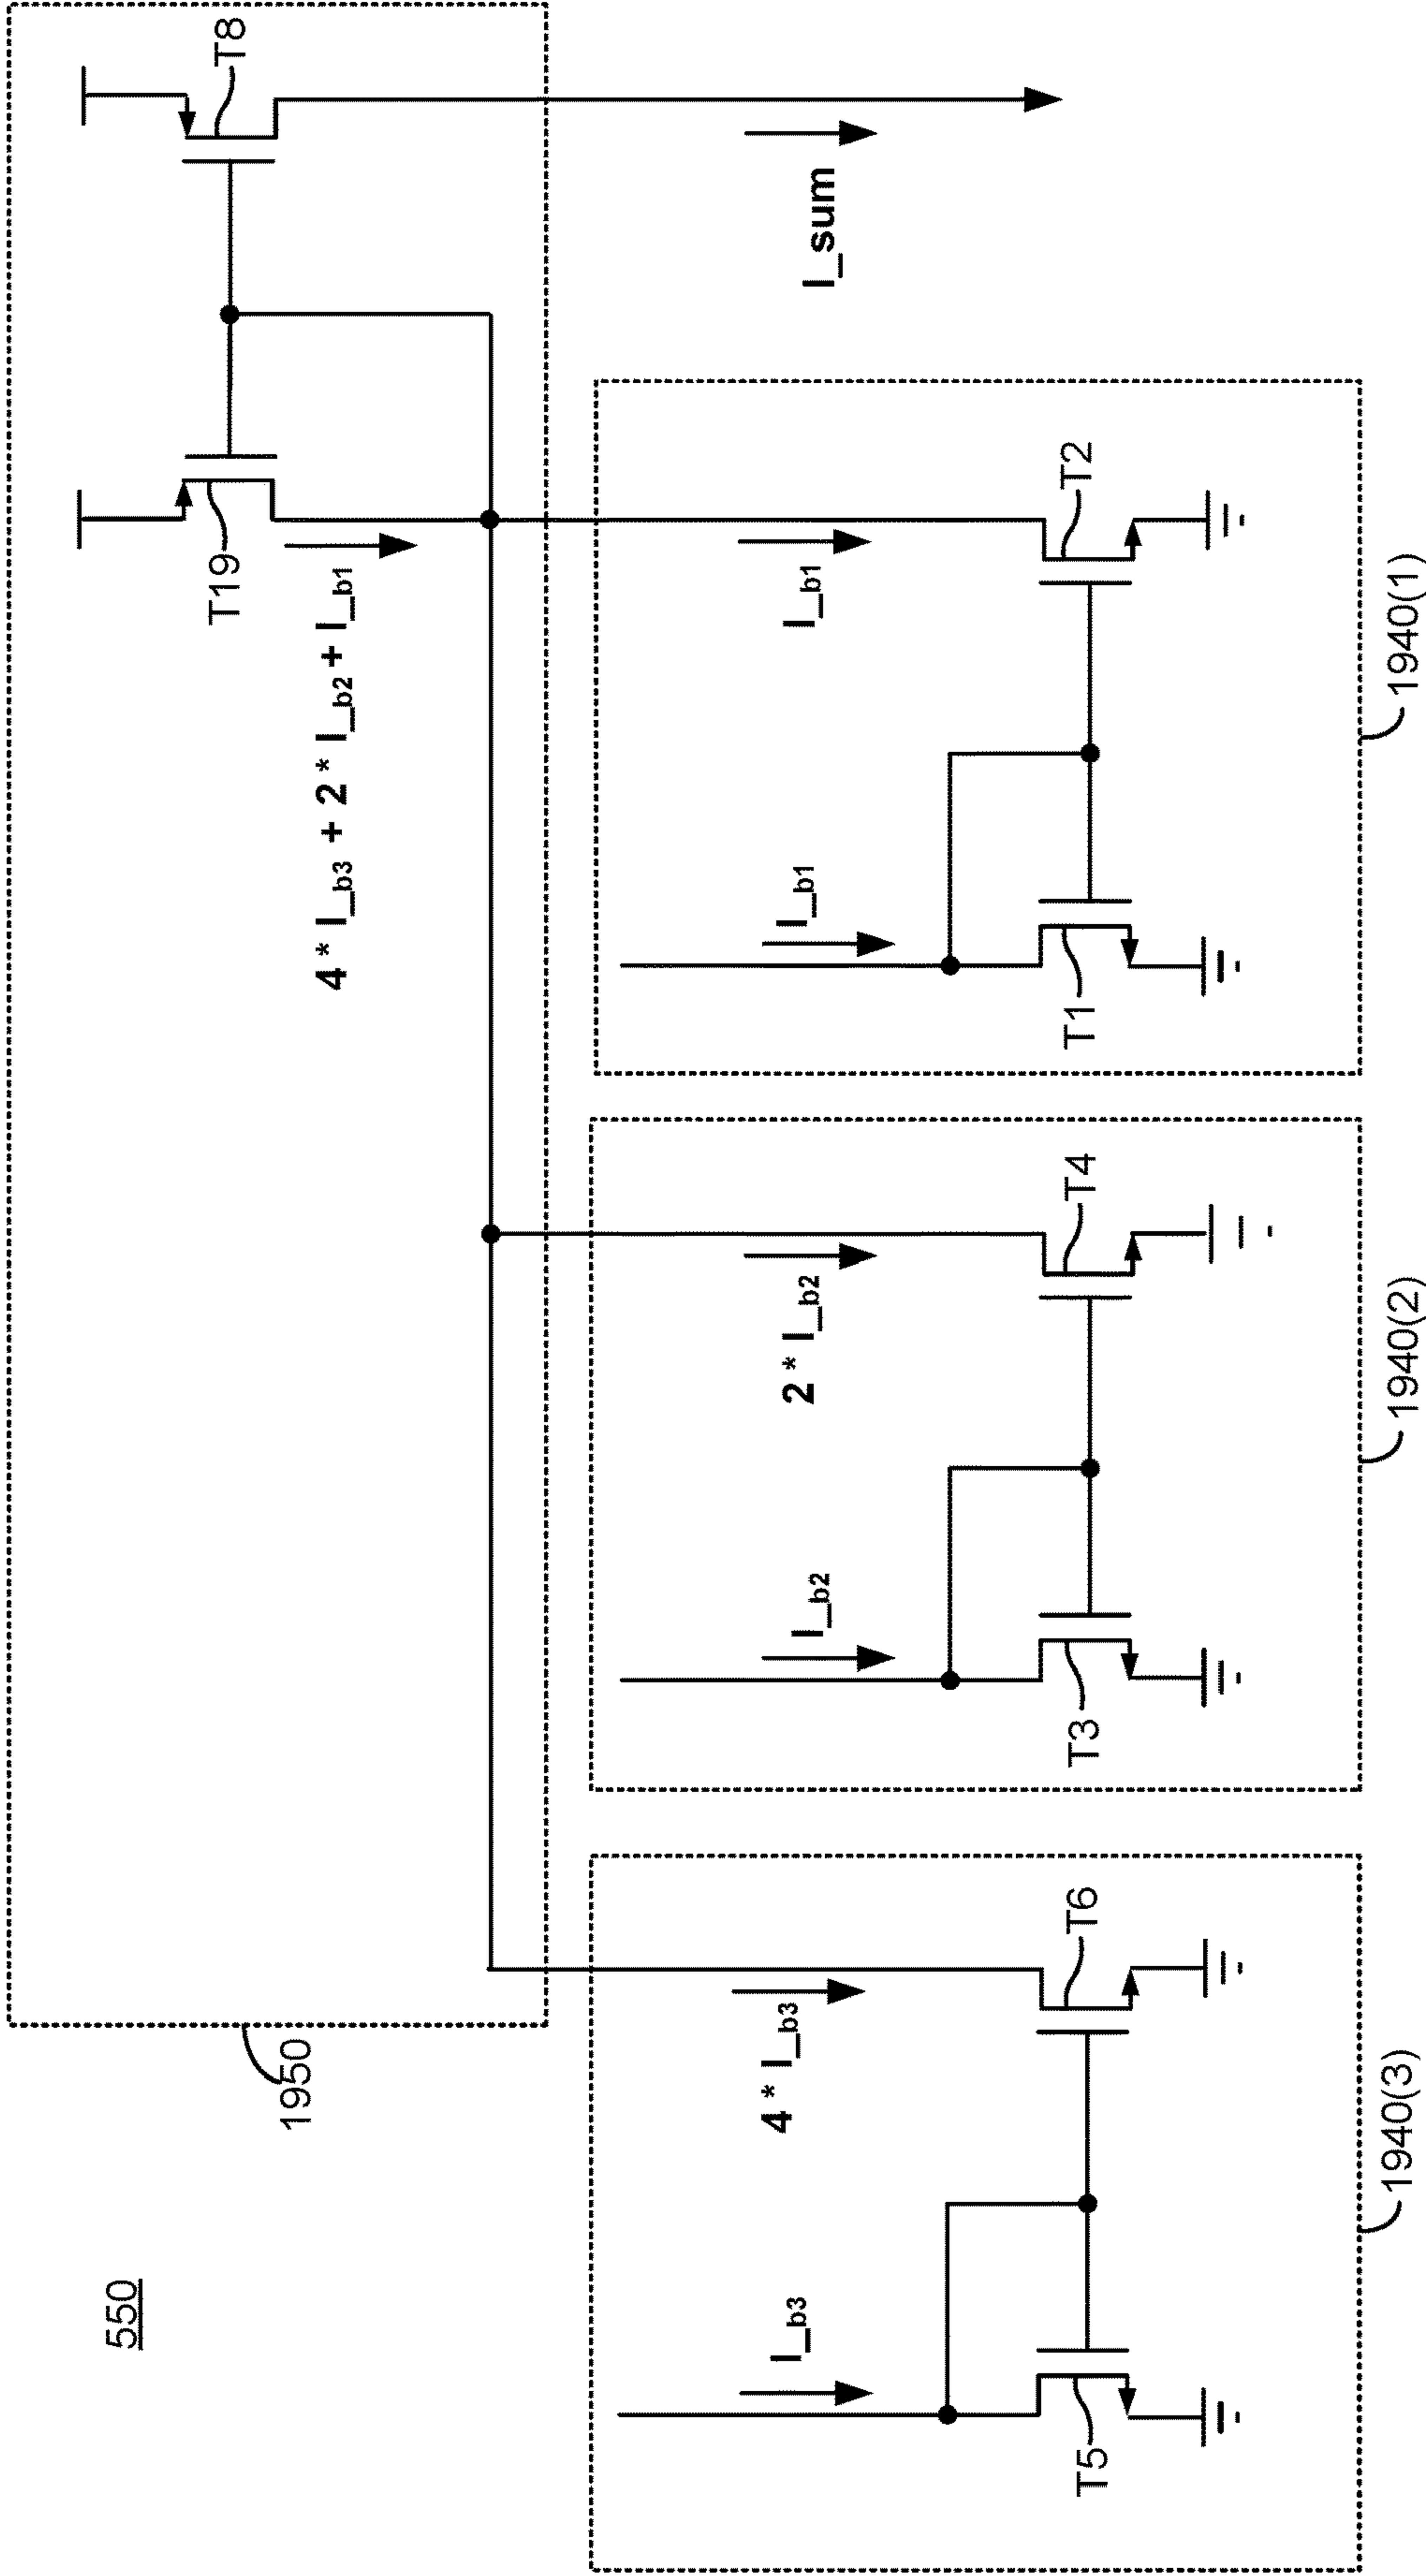 550
1950
T19
T8
4 * I_b3 + 2 * I_b2 + I_b1
I_sum
I_b3
4 * I_b3
I_b2
2 * I_b2
I_b1
I_b1
T5
T6
T3
T4
T1
T2
1940(3)
1940(2)
1940(1)